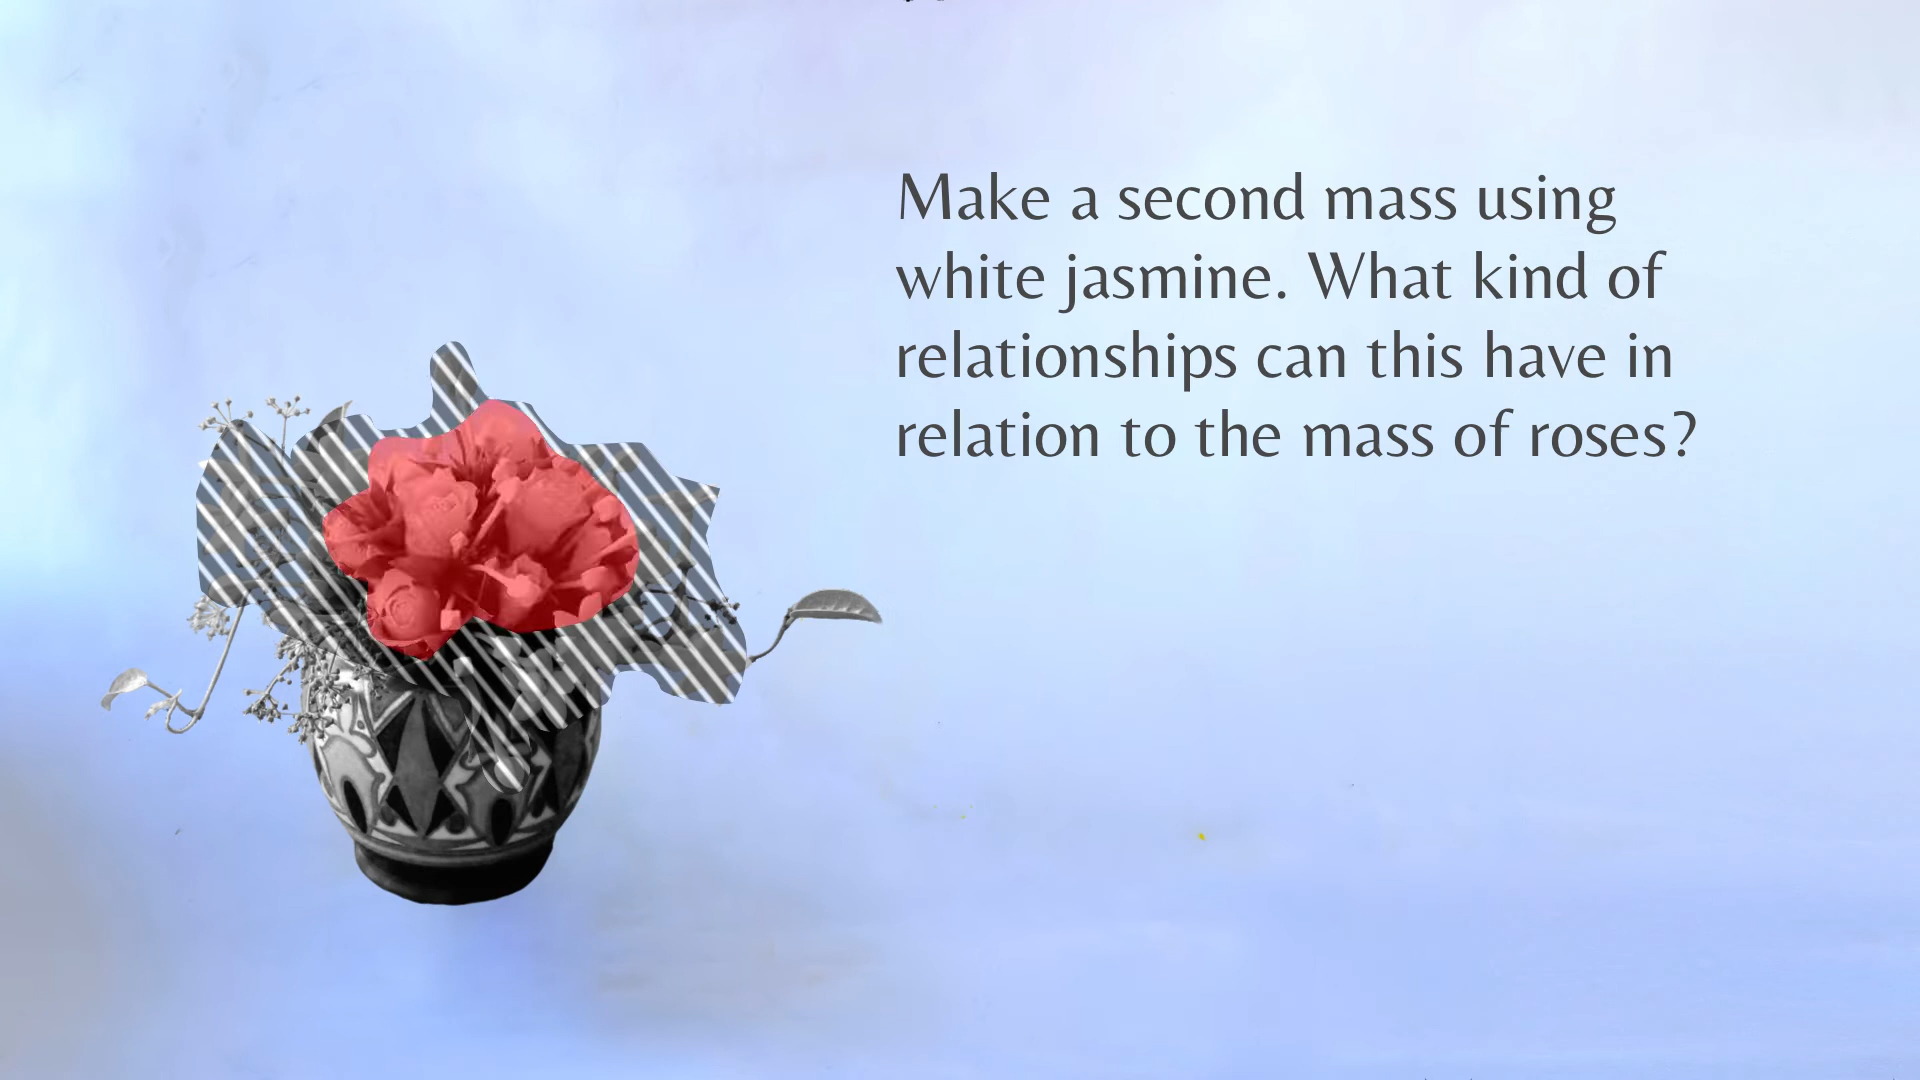 Make a second mass using
white jasmine. What kind of
relationships can this have in
relation to the mass of roses?